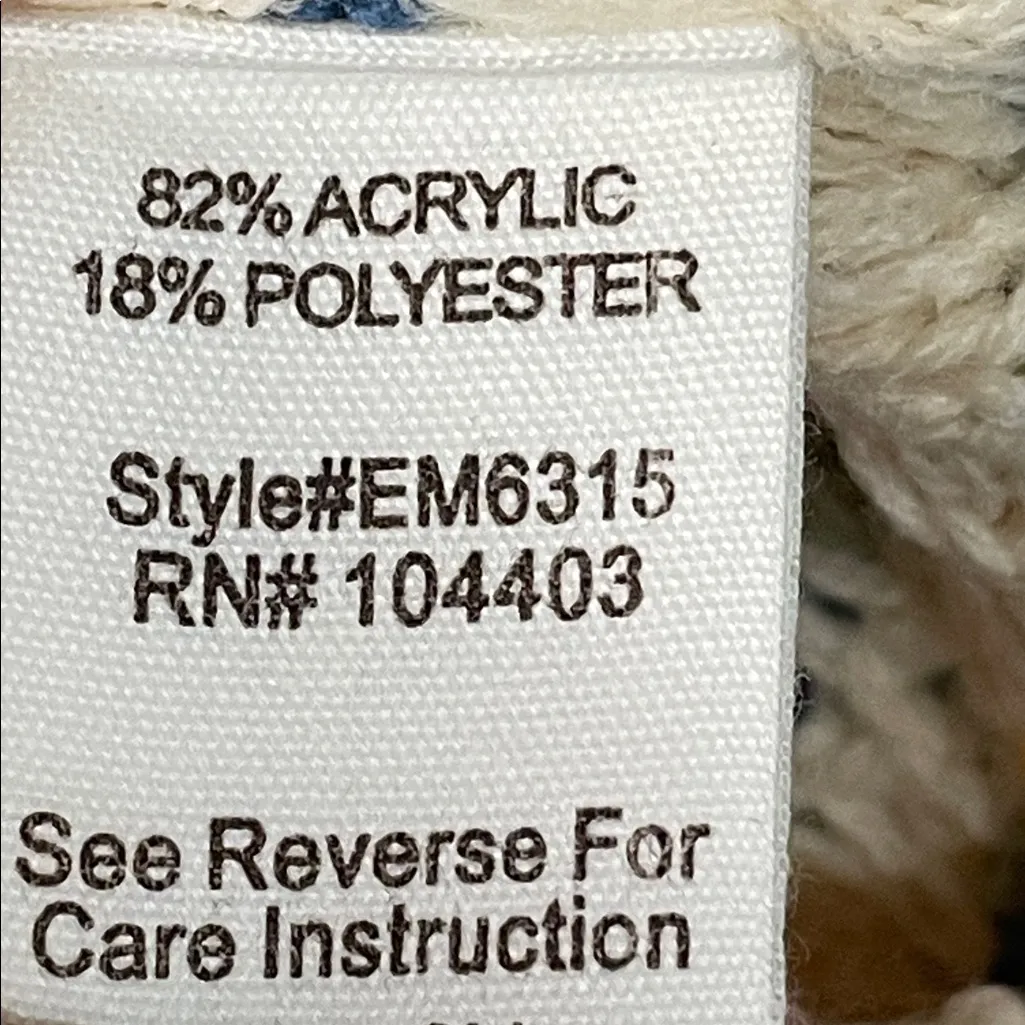 82% ACRYLIC
18% POLYESTER
Style#EM6315
RN# 104403
See Reverse For
Care Instruction